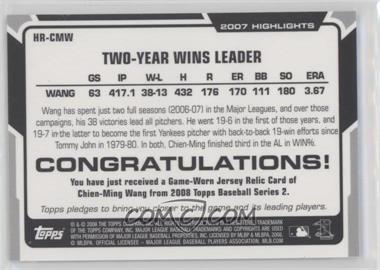 2007 HIGHLIGHTS
HR-CMW
TWO-YEAR WINS LEADER
GS IP W-L H R ER BB SO ERA
WANG 63 417.1 38-13 432 176 170 111 180 3.67
Wang has spent just two full seasons (2006-07) in the Major Leagues, and over those
campaigns, his 38 victories lead all pitchers. He went 19-6 in the first of those years, and
19-7 in the latter to become the first Yankees pitcher with back-to-back 19-win efforts since
Tommy John in 1979-80. In both, Chien-Ming finished third in the AL in WIN%.
CONGRATULATIONS!
You have just received a Game-Worn Jersey Relic Card of
Chien-Ming Wang from 2008 Topps Baseball Series 2.
Topps pledges to bring you closer to the game and its leading players.
Topps
COMC